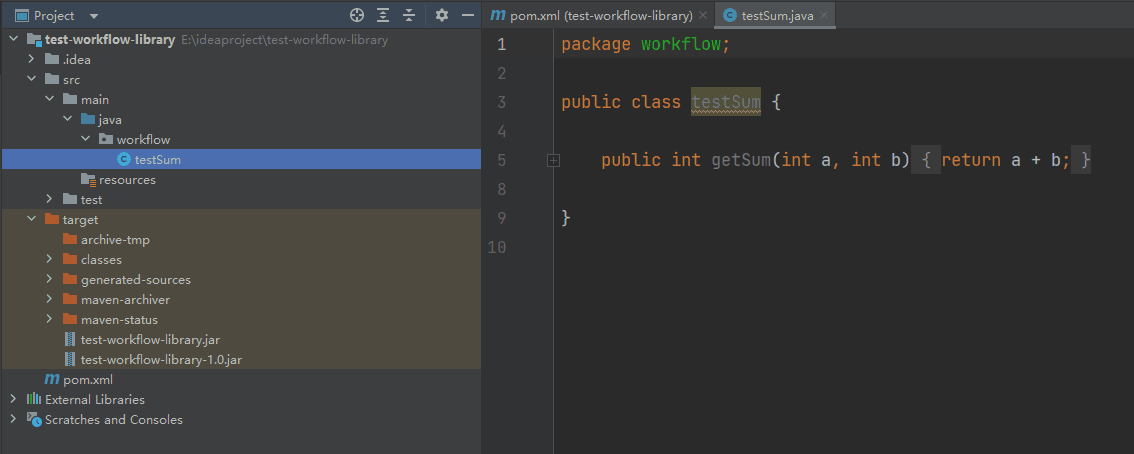 Project
test-workflow-library E:\ideaproject\test-workflow-library
.idea
src
main
java
workflow
testSum
resources
test
target
archive-tmp
classes
generated-sources
maven-archiver
maven-status
test-workflow-library.jar
test-workflow-library-1.0.jar
m pom.xml
External Libraries
Scratches and Consoles
m pom.xml (test-workflow-library) C testSum.java
1 package workflow;
2
3 public class testSum {
4
5 public int getSum(int a, int b) { return a + b; }
8
9 }
10